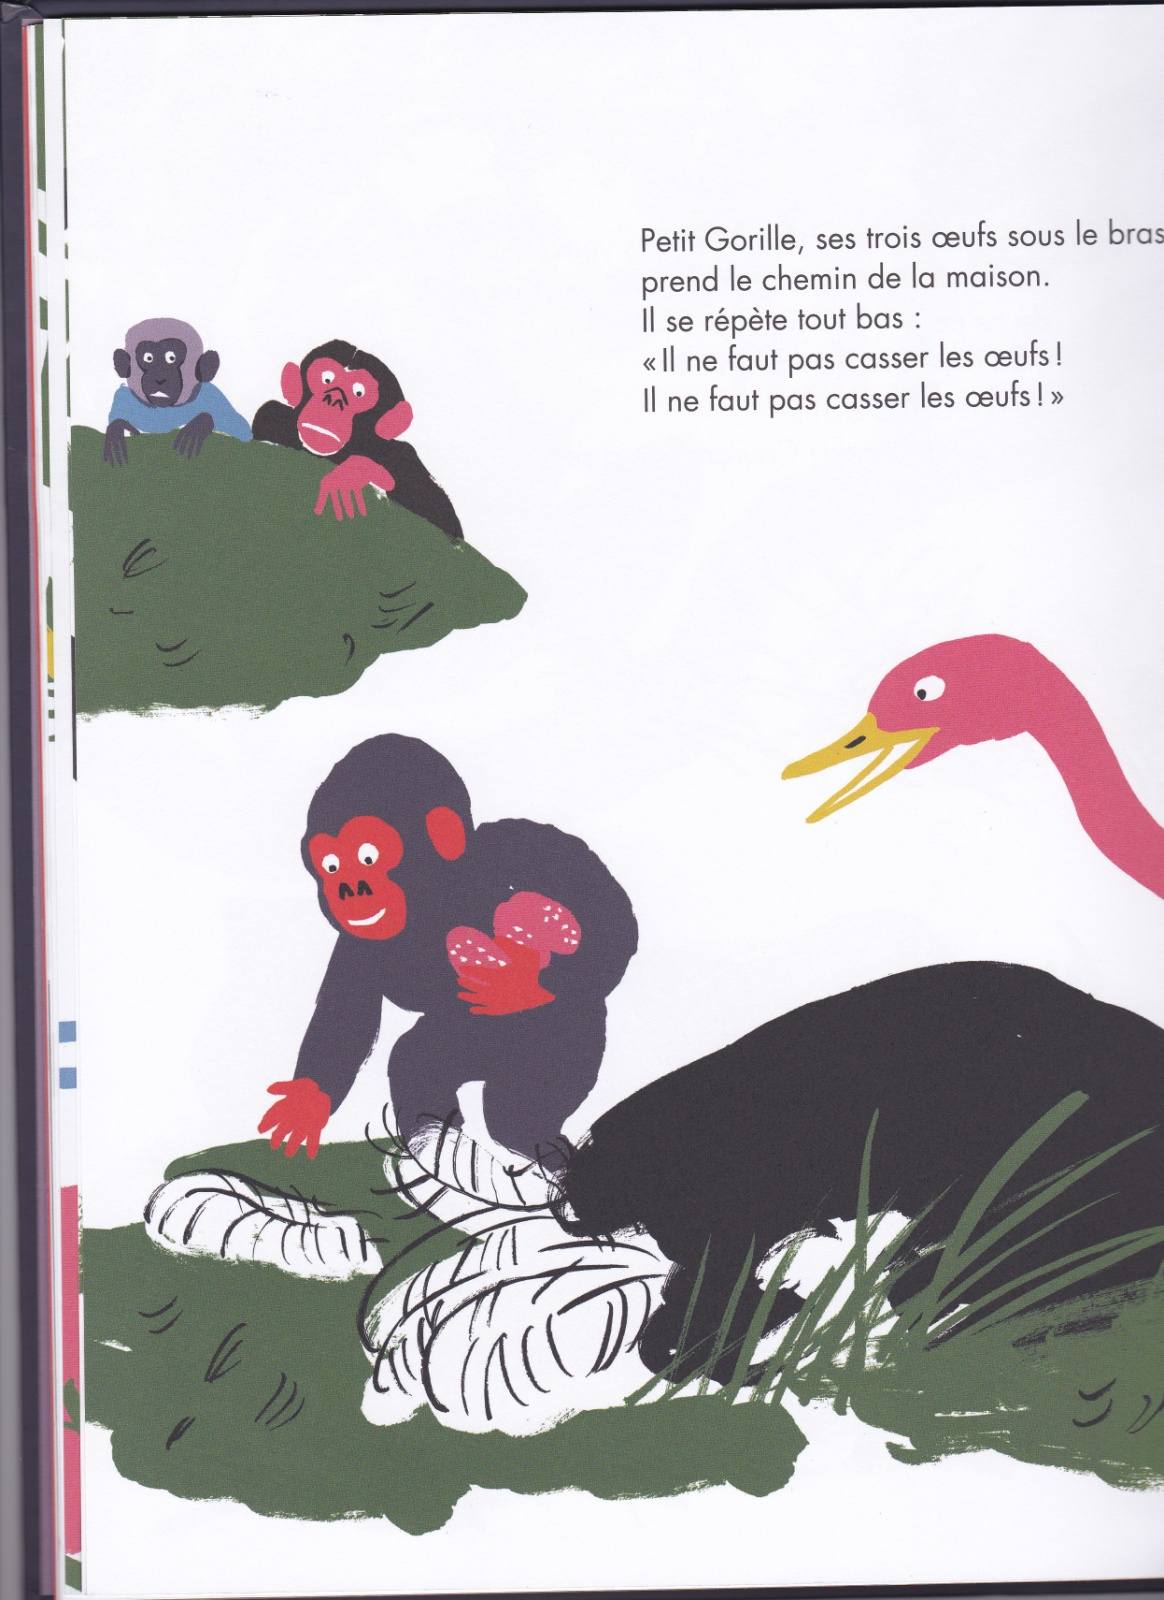 Petit Gorille, ses trois œufs sous le bras
prend le chemin de la maison.
Il se répète tout bas :
« Il ne faut pas casser les œufs !
Il ne faut pas casser les œufs ! »